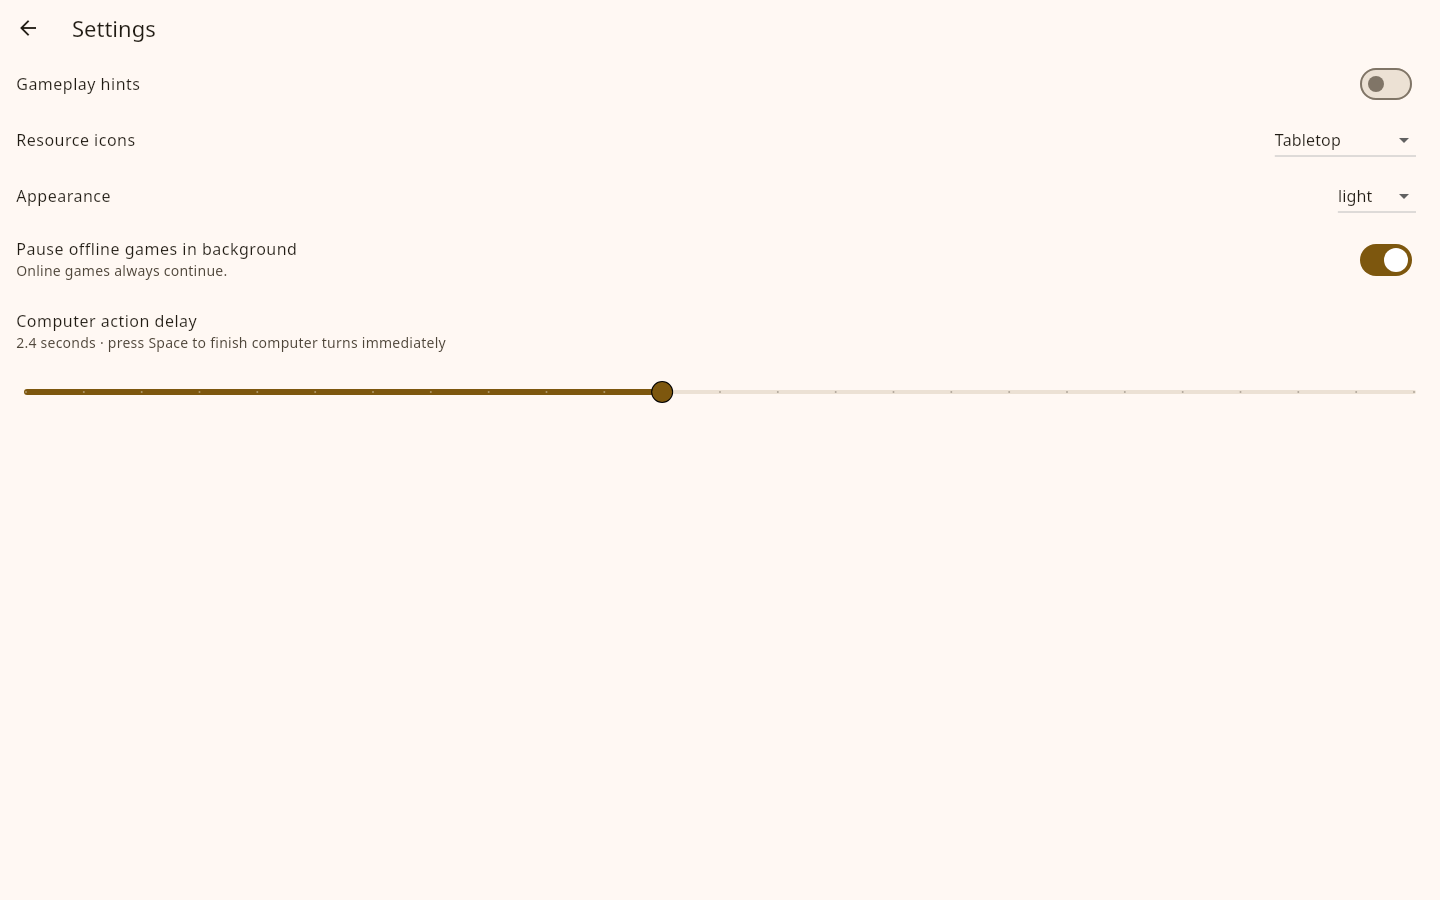 Settings
Gameplay hints
Resource icons
Tabletop
Appearance
light
Pause offline games in background
Online games always continue.
Computer action delay
2.4 seconds · press Space to finish computer turns immediately